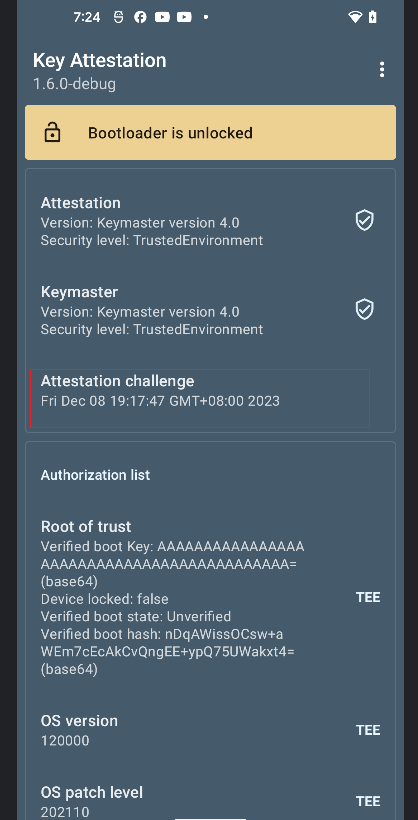 7:24
Key Attestation
1.6.0-debug
Bootloader is unlocked
Attestation
Version: Keymaster version 4.0
Security level: TrustedEnvironment
Keymaster
Version: Keymaster version 4.0
Security level: TrustedEnvironment
Attestation challenge
Fri Dec 08 19:17:47 GMT+08:00 2023
Authorization list
Root of trust
Verified boot Key: AAAAAAAAAAAAAAAA
AAAAAAAAAAAAAAAAAAAAAAAAAAA=
(base64)
Device locked: false
TEE
Verified boot state: Unverified
Verified boot hash: nDqAWissOCsw+a
WEm7cEcAkCvQngEE+ypQ75UWakxt4=
(base64)
OS version
120000
TEE
OS patch level
202110
TEE